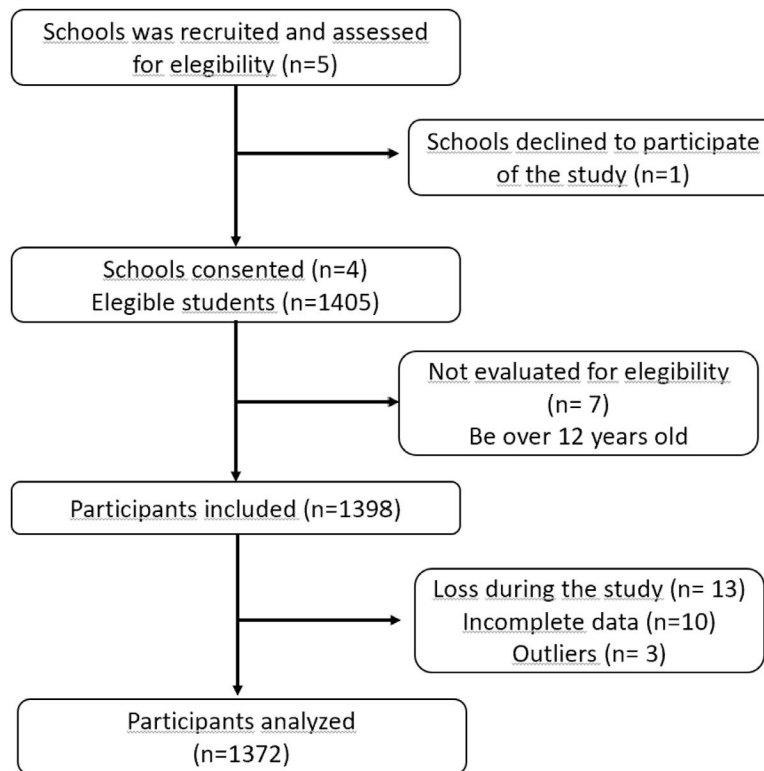 Schools was recruited and assessed
for elegibility (n=5)
Schools declined to participate
of the study (n=1)
Schools consented (n=4)
Elegible students (n=1405)
Not evaluated for elegibility
(n= 7)
Be over 12 years old
Participants included (n=1398)
Loss during the study (n= 13)
Incomplete data (n=10)
Outliers (n= 3)
Participants analyzed
(n=1372)